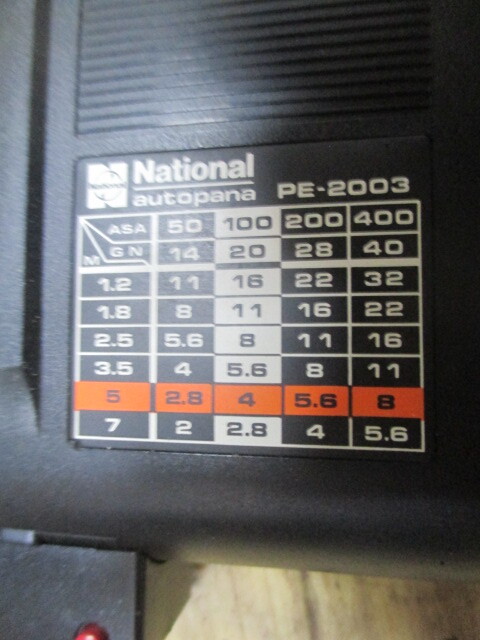 National
National
autopana PE-2003
ASA 50 100 200 400
M GN 14 20 28 40
1.2 11 16 22 32
1.8 8 11 16 22
2.5 5.6 8 11 16
3.5 4 5.6 8 11
5 2.8 4 5.6 8
7 2 2.8 4 5.6